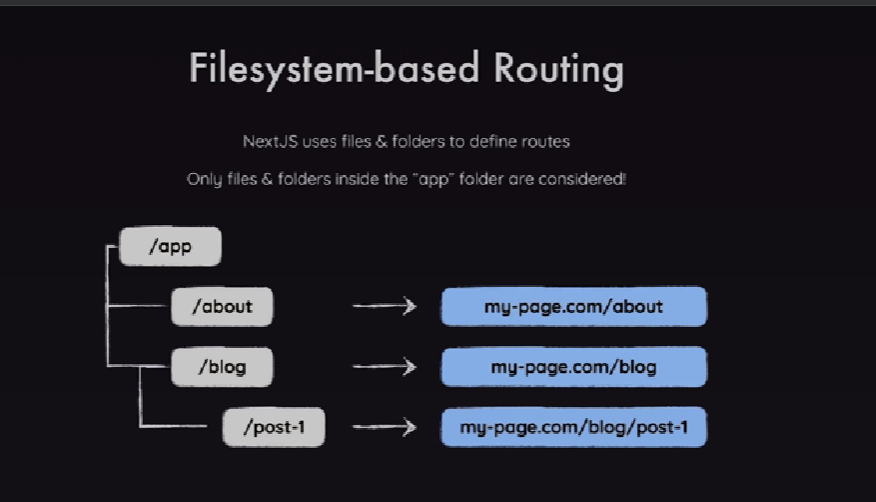 Filesystem-based Routing
NextJS uses files & folders to define routes
Only files & folders inside the "app" folder are considered!
/app
/about
my-page.com/about
/blog
my-page.com/blog
/post-1
my-page.com/blog/post-1